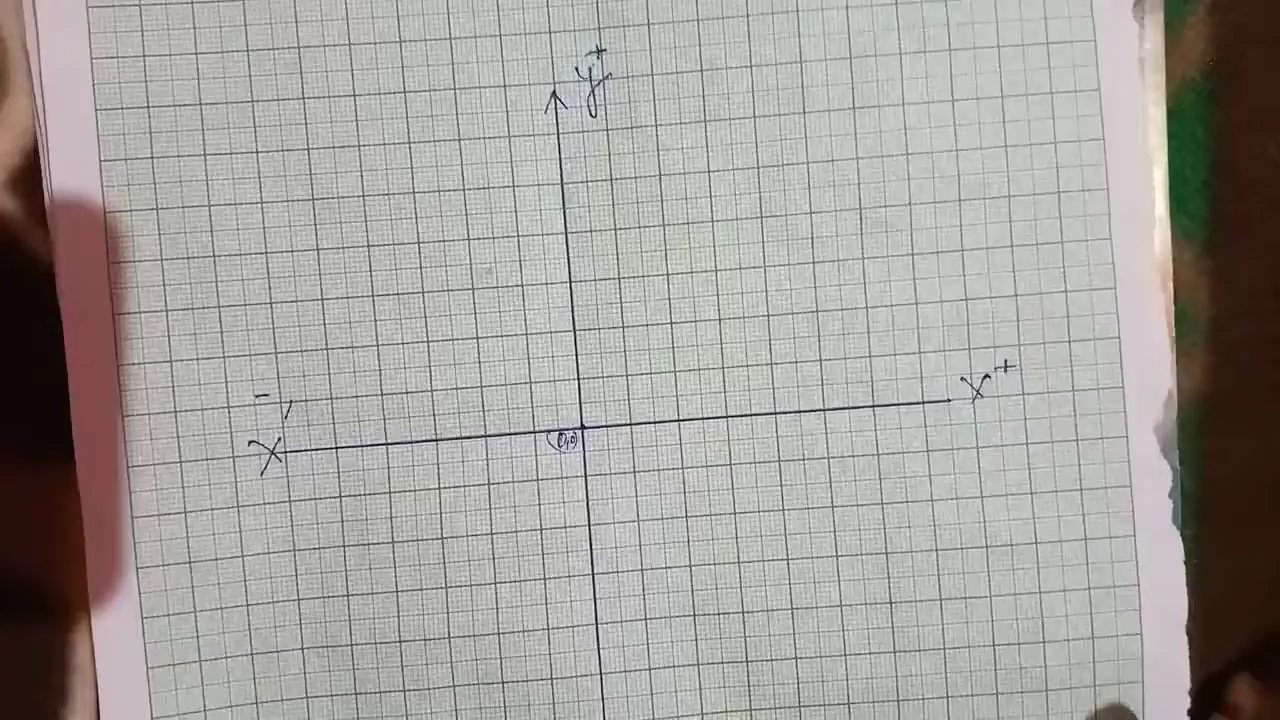 y+
x+
-
x'
(0,0)